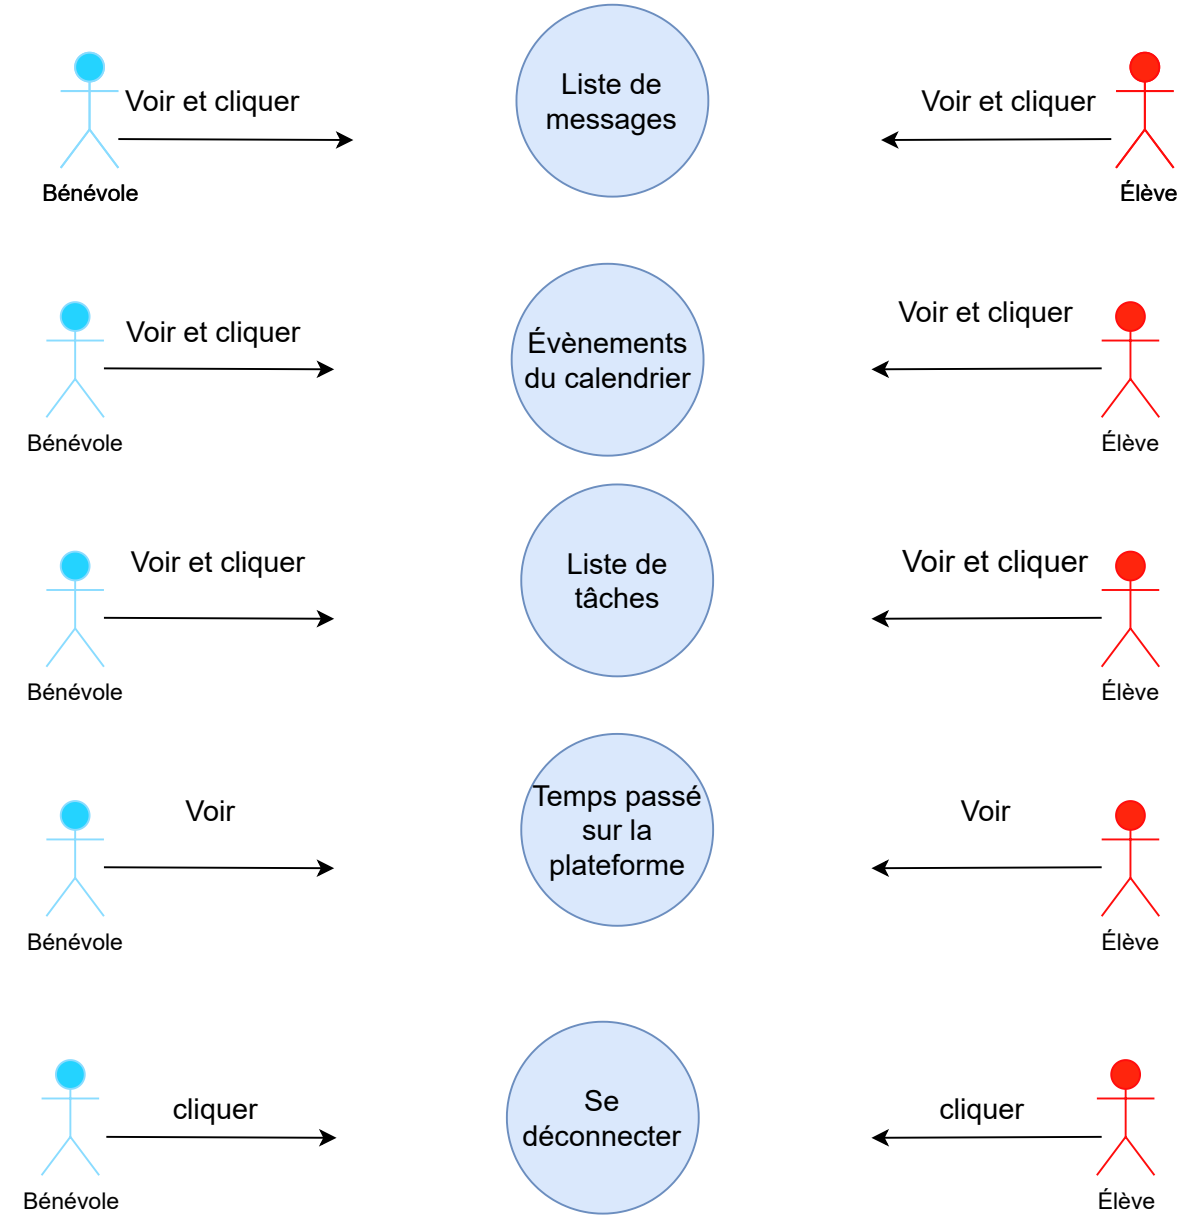 Voir et cliquer
Bénévole
Liste de
messages
Voir et cliquer
Élève
Voir et cliquer
Bénévole
Évènements
du calendrier
Voir et cliquer
Élève
Voir et cliquer
Bénévole
Liste de
tâches
Voir et cliquer
Élève
Voir
Bénévole
Temps passé
sur la
plateforme
Voir
Élève
cliquer
Bénévole
Se
déconnecter
cliquer
Élève